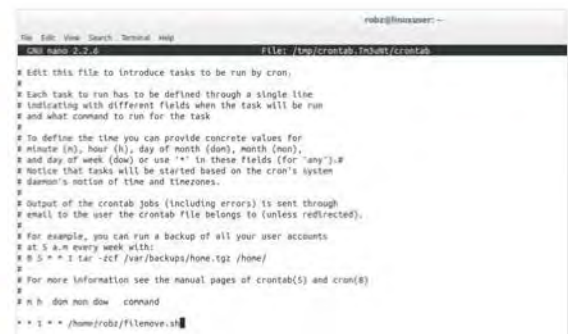 robz@linuxuser: ~
File Edit View Search Terminal Help
GNU nano 2.2.6 File: /tmp/crontab.Tm3uNt/crontab
# Edit this file to introduce tasks to be run by cron.
#
# Each task to run has to be defined through a single line
# indicating with different fields when the task will be run
# and what command to run for the task
#
# To define the time you can provide concrete values for
# minute (m), hour (h), day of month (dom), month (mon),
# and day of week (dow) or use '*' in these fields (for 'any').#
# Notice that tasks will be started based on the cron's system
# daemon's notion of time and timezones.
#
# Output of the crontab jobs (including errors) is sent through
# email to the user the crontab file belongs to (unless redirected).
#
# For example, you can run a backup of all your user accounts
# at 5 a.m every week with:
# 0 5 * * 1 tar -zcf /var/backups/home.tgz /home/
#
# For more information see the manual pages of crontab(5) and cron(8)
#
# m h dom mon dow command
* * 1 * * /home/robz/filemove.sh